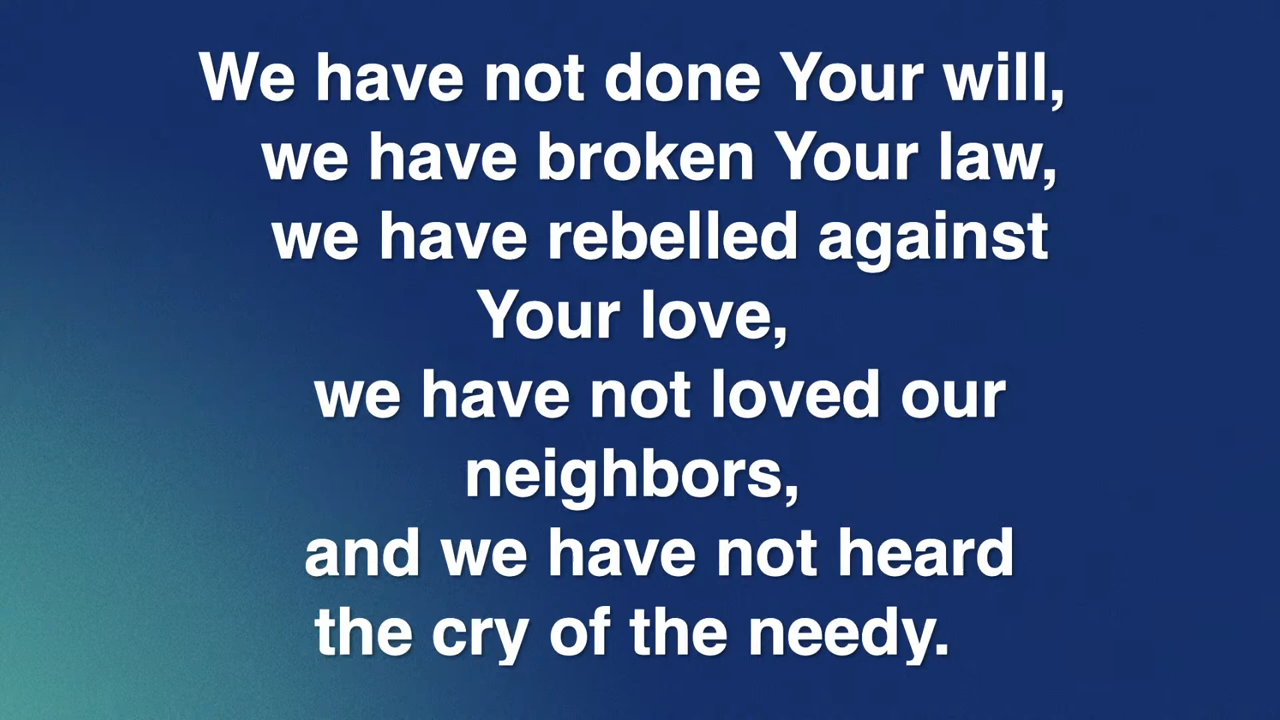 We have not done Your will,
we have broken Your law,
we have rebelled against
Your love,
we have not loved our
neighbors,
and we have not heard
the cry of the needy.